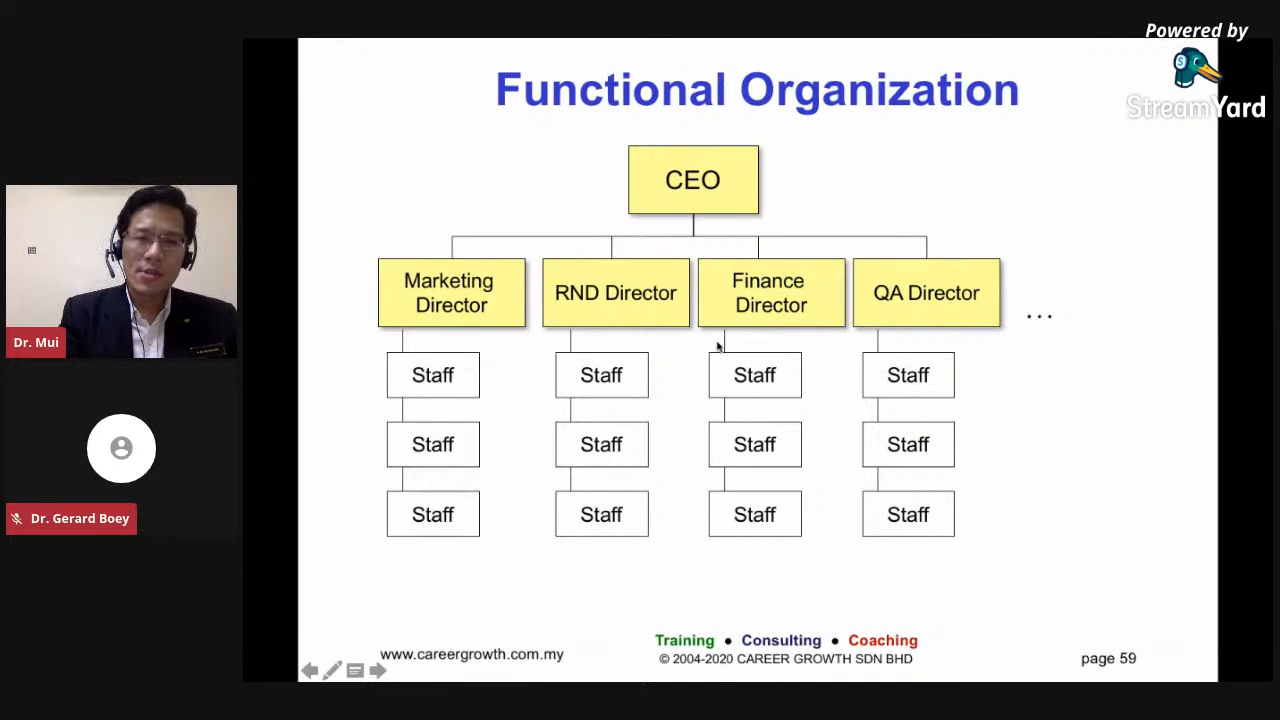 Powered by
StreamYard
Functional Organization
CEO
Marketing
Director
RND Director
Finance
Director
QA Director
...
Staff
Staff
Staff
Staff
Staff
Staff
Staff
Staff
Staff
Staff
Staff
Staff
Dr. Mui
Dr. Gerard Boey
www.careergrowth.com.my
Training ● Consulting ● Coaching
© 2004-2020 CAREER GROWTH SDN BHD
page 59